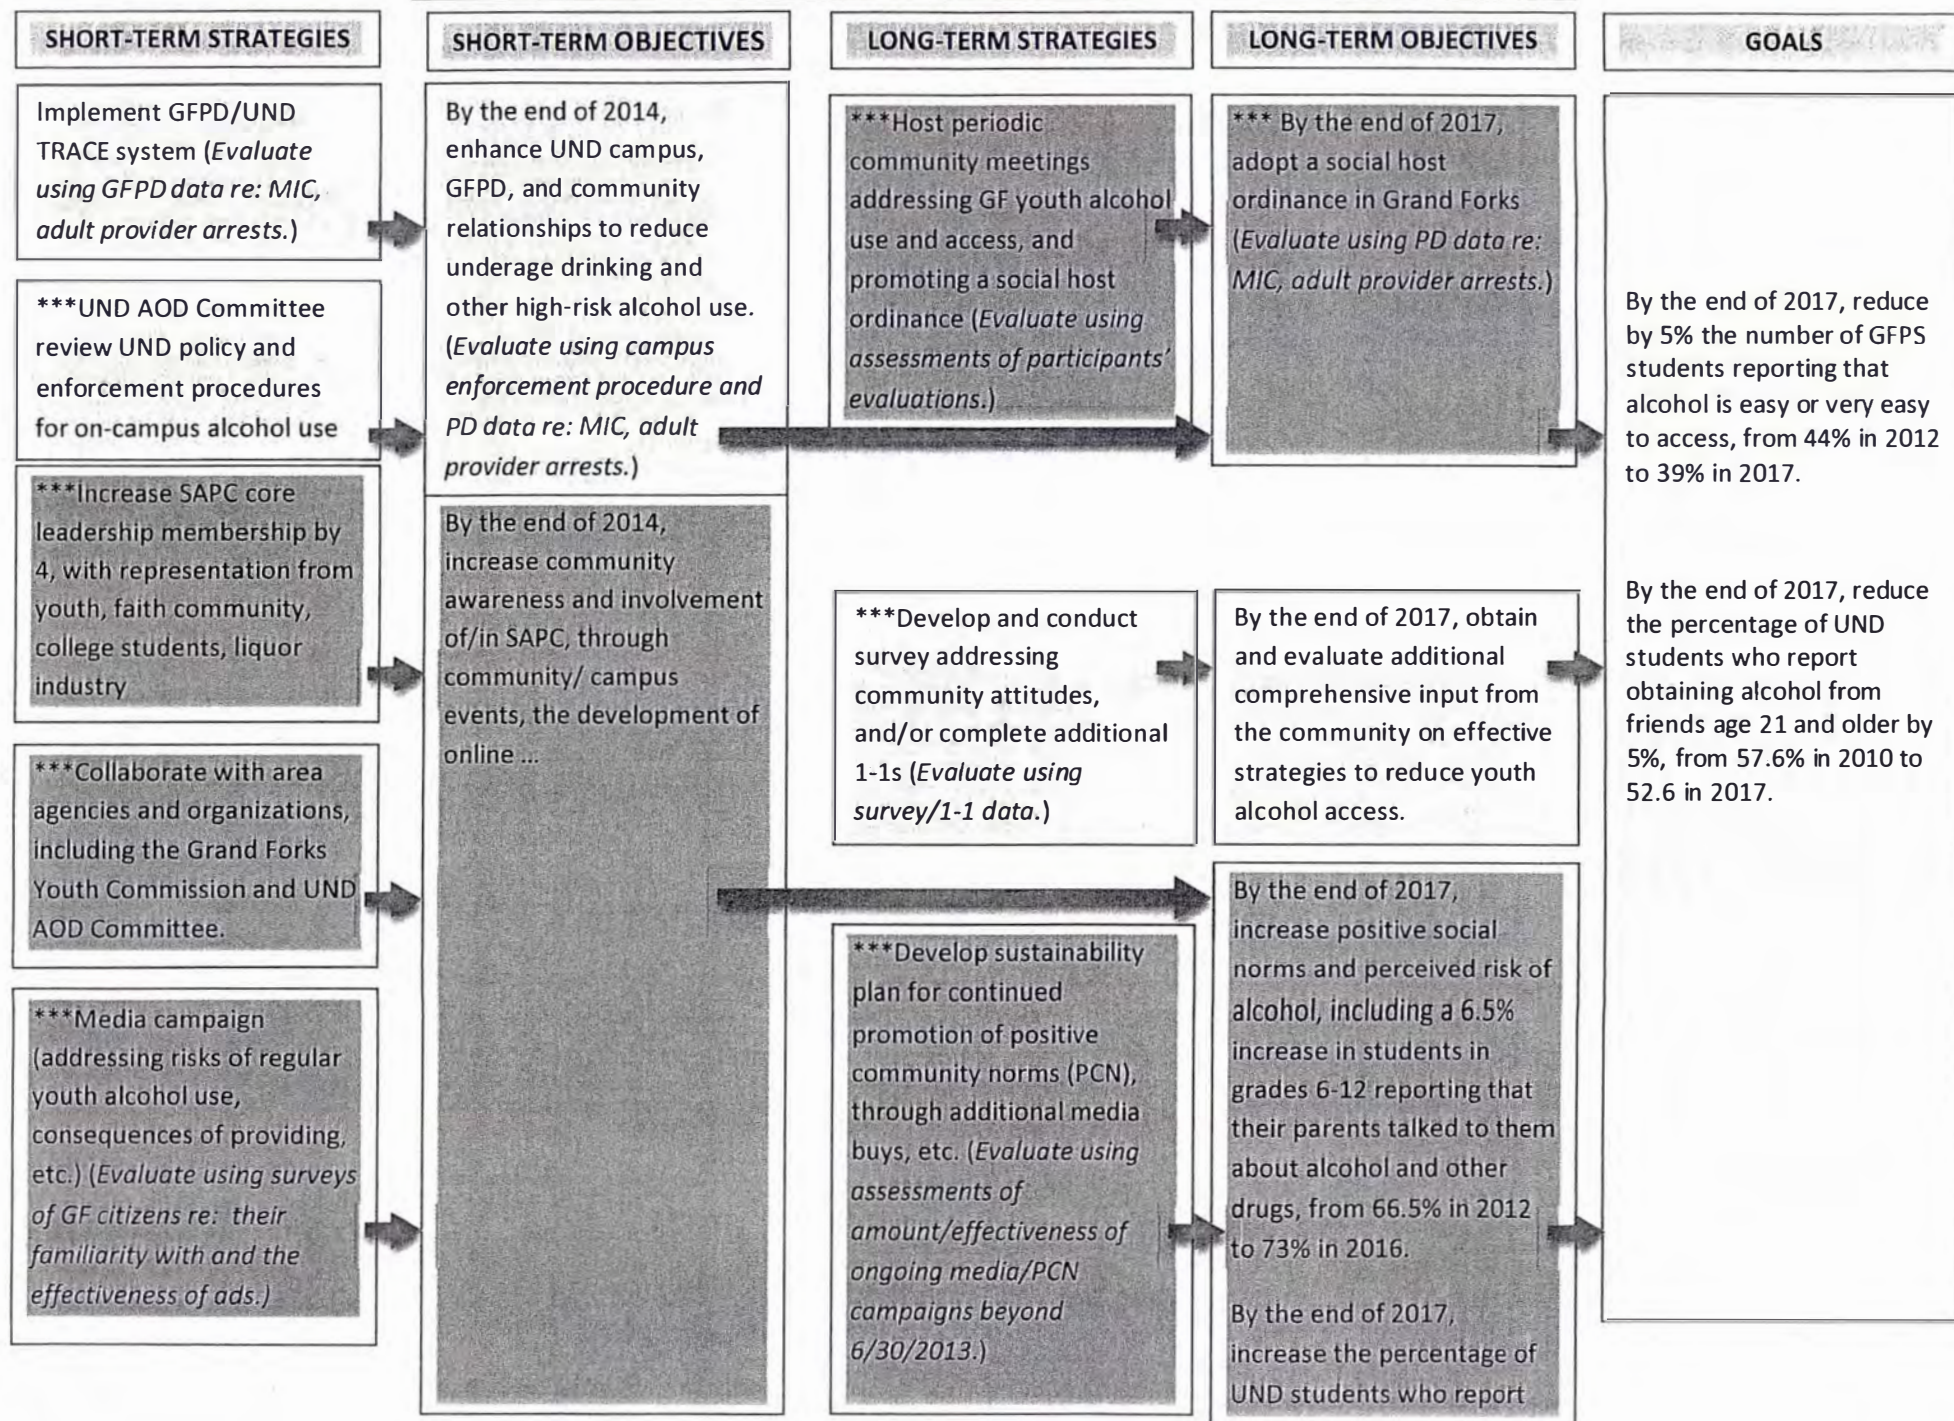 SHORT-TERM STRATEGIES
SHORT-TERM OBJECTIVES
LONG-TERM STRATEGIES
LONG-TERM OBJECTIVES
GOALS
Implement GFPD/UND
TRACE system (Evaluate
using GFPD data re: MIC,
adult provider arrests.)
***UND AOD Committee
review UND policy and
enforcement procedures
for on-campus alcohol use
***Increase SAPC core
leadership membership by
4, with representation from
youth, faith community,
college students, liquor
industry
***Collaborate with area
agencies and organizations,
including the Grand Forks
Youth Commission and UND
AOD Committee.
***Media campaign
(addressing risks of regular
youth alcohol use,
consequences of providing,
etc.) (Evaluate using surveys
of GF citizens re: their
familiarity with and the
effectiveness of ads.)
By the end of 2014,
enhance UND campus,
GFPD, and community
relationships to reduce
underage drinking and
other high-risk alcohol use.
(Evaluate using campus
enforcement procedure and
PD data re: MIC, adult
provider arrests.)
By the end of 2014,
increase community
awareness and involvement
of/in SAPC, through
community/ campus
events, the development of
online ...
***Host periodic
community meetings
addressing GF youth alcohol
use and access, and
promoting a social host
ordinance (Evaluate using
assessments of participants'
evaluations.)
***Develop and conduct
survey addressing
community attitudes,
and/or complete additional
1-1s (Evaluate using
survey/1-1 data.)
***Develop sustainability
plan for continued
promotion of positive
community norms (PCN),
through additional media
buys, etc. (Evaluate using
assessments of
amount/effectiveness of
ongoing media/PCN
campaigns beyond
6/30/2013.)
*** By the end of 2017,
adopt a social host
ordinance in Grand Forks
(Evaluate using PD data re:
MIC, adult provider arrests.)
By the end of 2017, obtain
and evaluate additional
comprehensive input from
the community on effective
strategies to reduce youth
alcohol access.
By the end of 2017,
increase positive social
norms and perceived risk of
alcohol, including a 6.5%
increase in students in
grades 6-12 reporting that
their parents talked to them
about alcohol and other
drugs, from 66.5% in 2012
to 73% in 2016.
By the end of 2017,
increase the percentage of
UND students who report
By the end of 2017, reduce
by 5% the number of GFPS
students reporting that
alcohol is easy or very easy
to access, from 44% in 2012
to 39% in 2017.
By the end of 2017, reduce
the percentage of UND
students who report
obtaining alcohol from
friends age 21 and older by
5%, from 57.6% in 2010 to
52.6 in 2017.